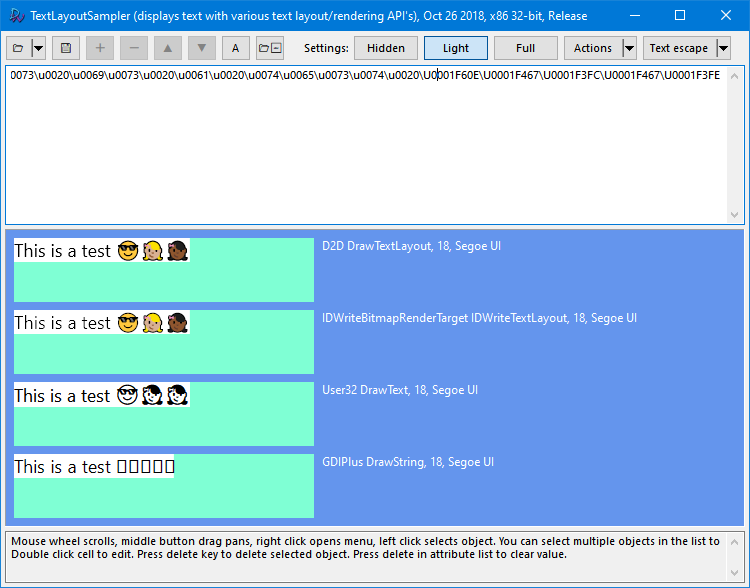 TextLayoutSampler (displays text with various text layout/rendering API's), Oct 26 2018, x86 32-bit, Release
A Settings: Hidden Light Full Actions Text escape
0073\u0020\u0069\u0073\u0020\u0061\u0020\u0074\u0065\u0073\u0074\u0020\U0001F60E\U0001F467\U0001F3FC\U0001F467\U0001F3FE
This is a test 😎👧🏼👧🏾 D2D DrawTextLayout, 18, Segoe UI
This is a test 😎👧🏼👧🏾 IDWriteBitmapRenderTarget IDWriteTextLayout, 18, Segoe UI
This is a test 😎👧🏼👧🏾 User32 DrawText, 18, Segoe UI
This is a test ▯▯▯▯▯ GDIPlus DrawString, 18, Segoe UI
Mouse wheel scrolls, middle button drag pans, right click opens menu, left click selects object. You can select multiple objects in the list to
Double click cell to edit. Press delete key to delete selected object. Press delete in attribute list to clear value.